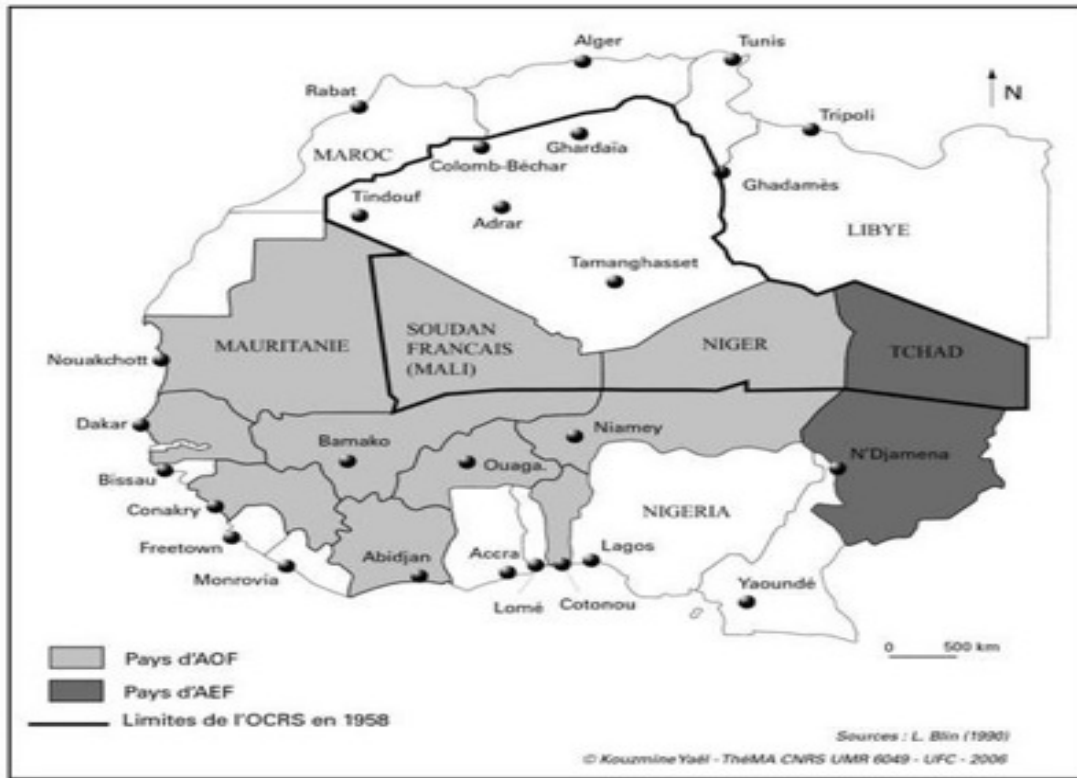 Alger
Tunis
N
Rabat
Tripoli
Ghardaïa
MAROC
Colomb-Béchar
Ghadamès
Tindouf
Adrar
LIBYE
Tamanghasset
MAURITANIE
SOUDAN
FRANCAIS
(MALI)
NIGER
TCHAD
Nouakchott
Dakar
Niamey
Bamako
N'Djamena
Ouaga.
Bissau
Conakry
NIGERIA
Freetown
Abidjan
Accra
Lagos
Monrovia
Yaoundé
Lomé
Cotonou
0 500 km
Pays d'AOF
Pays d'AEF
Limites de l'OCRS en 1958
Sources : L. Blin (1990)
© Kouzmine Yaël - ThéMA CNRS UMR 6049 - UFC - 2006